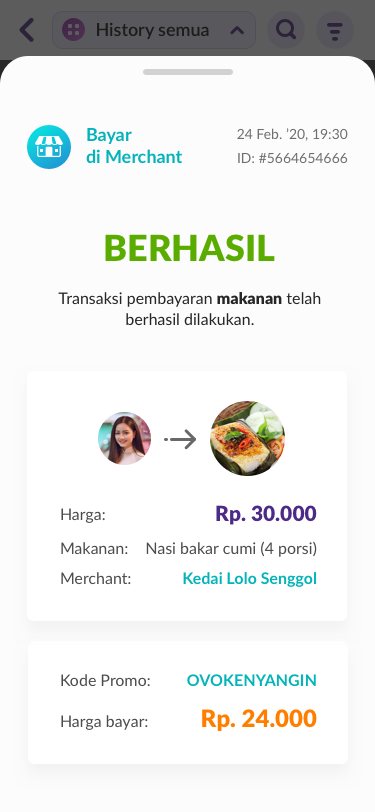 History semua
Bayar
di Merchant
24 Feb. '20, 19:30
ID: #5664654666
BERHASIL
Transaksi pembayaran makanan telah
berhasil dilakukan.
Harga: Rp. 30.000
Makanan: Nasi bakar cumi (4 porsi)
Merchant: Kedai Lolo Senggol
Kode Promo: OVOKENYANGIN
Harga bayar: Rp. 24.000